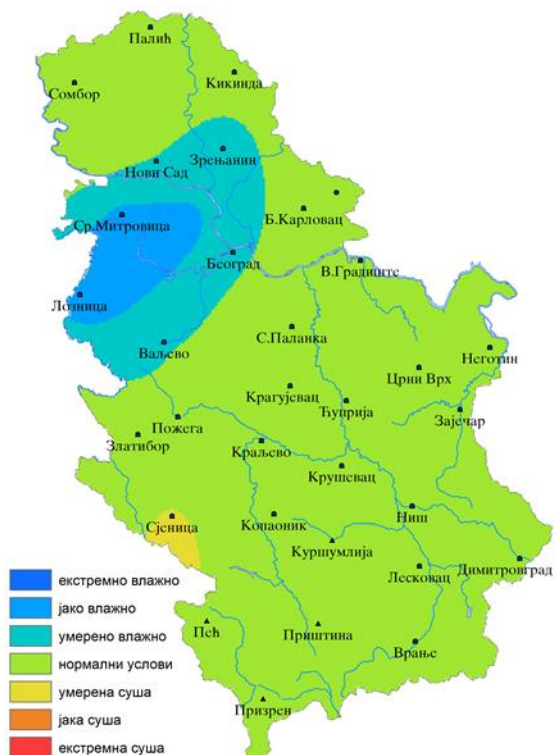 Палић
Сомбор
Кикинда
Зрењанин
Нови Сад
Ср.Митровица
Б.Карловац
Београд
В.Градиште
Лозница
С.Паланка
Ваљево
Неготин
Црни Врх
Крагујевац
Ћуприја
Зајечар
Пожега
Златибор
Краљево
Крушевац
Сјеница
Копаоник
Ниш
Куршумлија
Димитровград
Лесковац
Пећ
Приштина
Врање
Призрен
екстремно влажно
јако влажно
умерено влажно
нормални услови
умерена суша
јака суша
екстремна суша